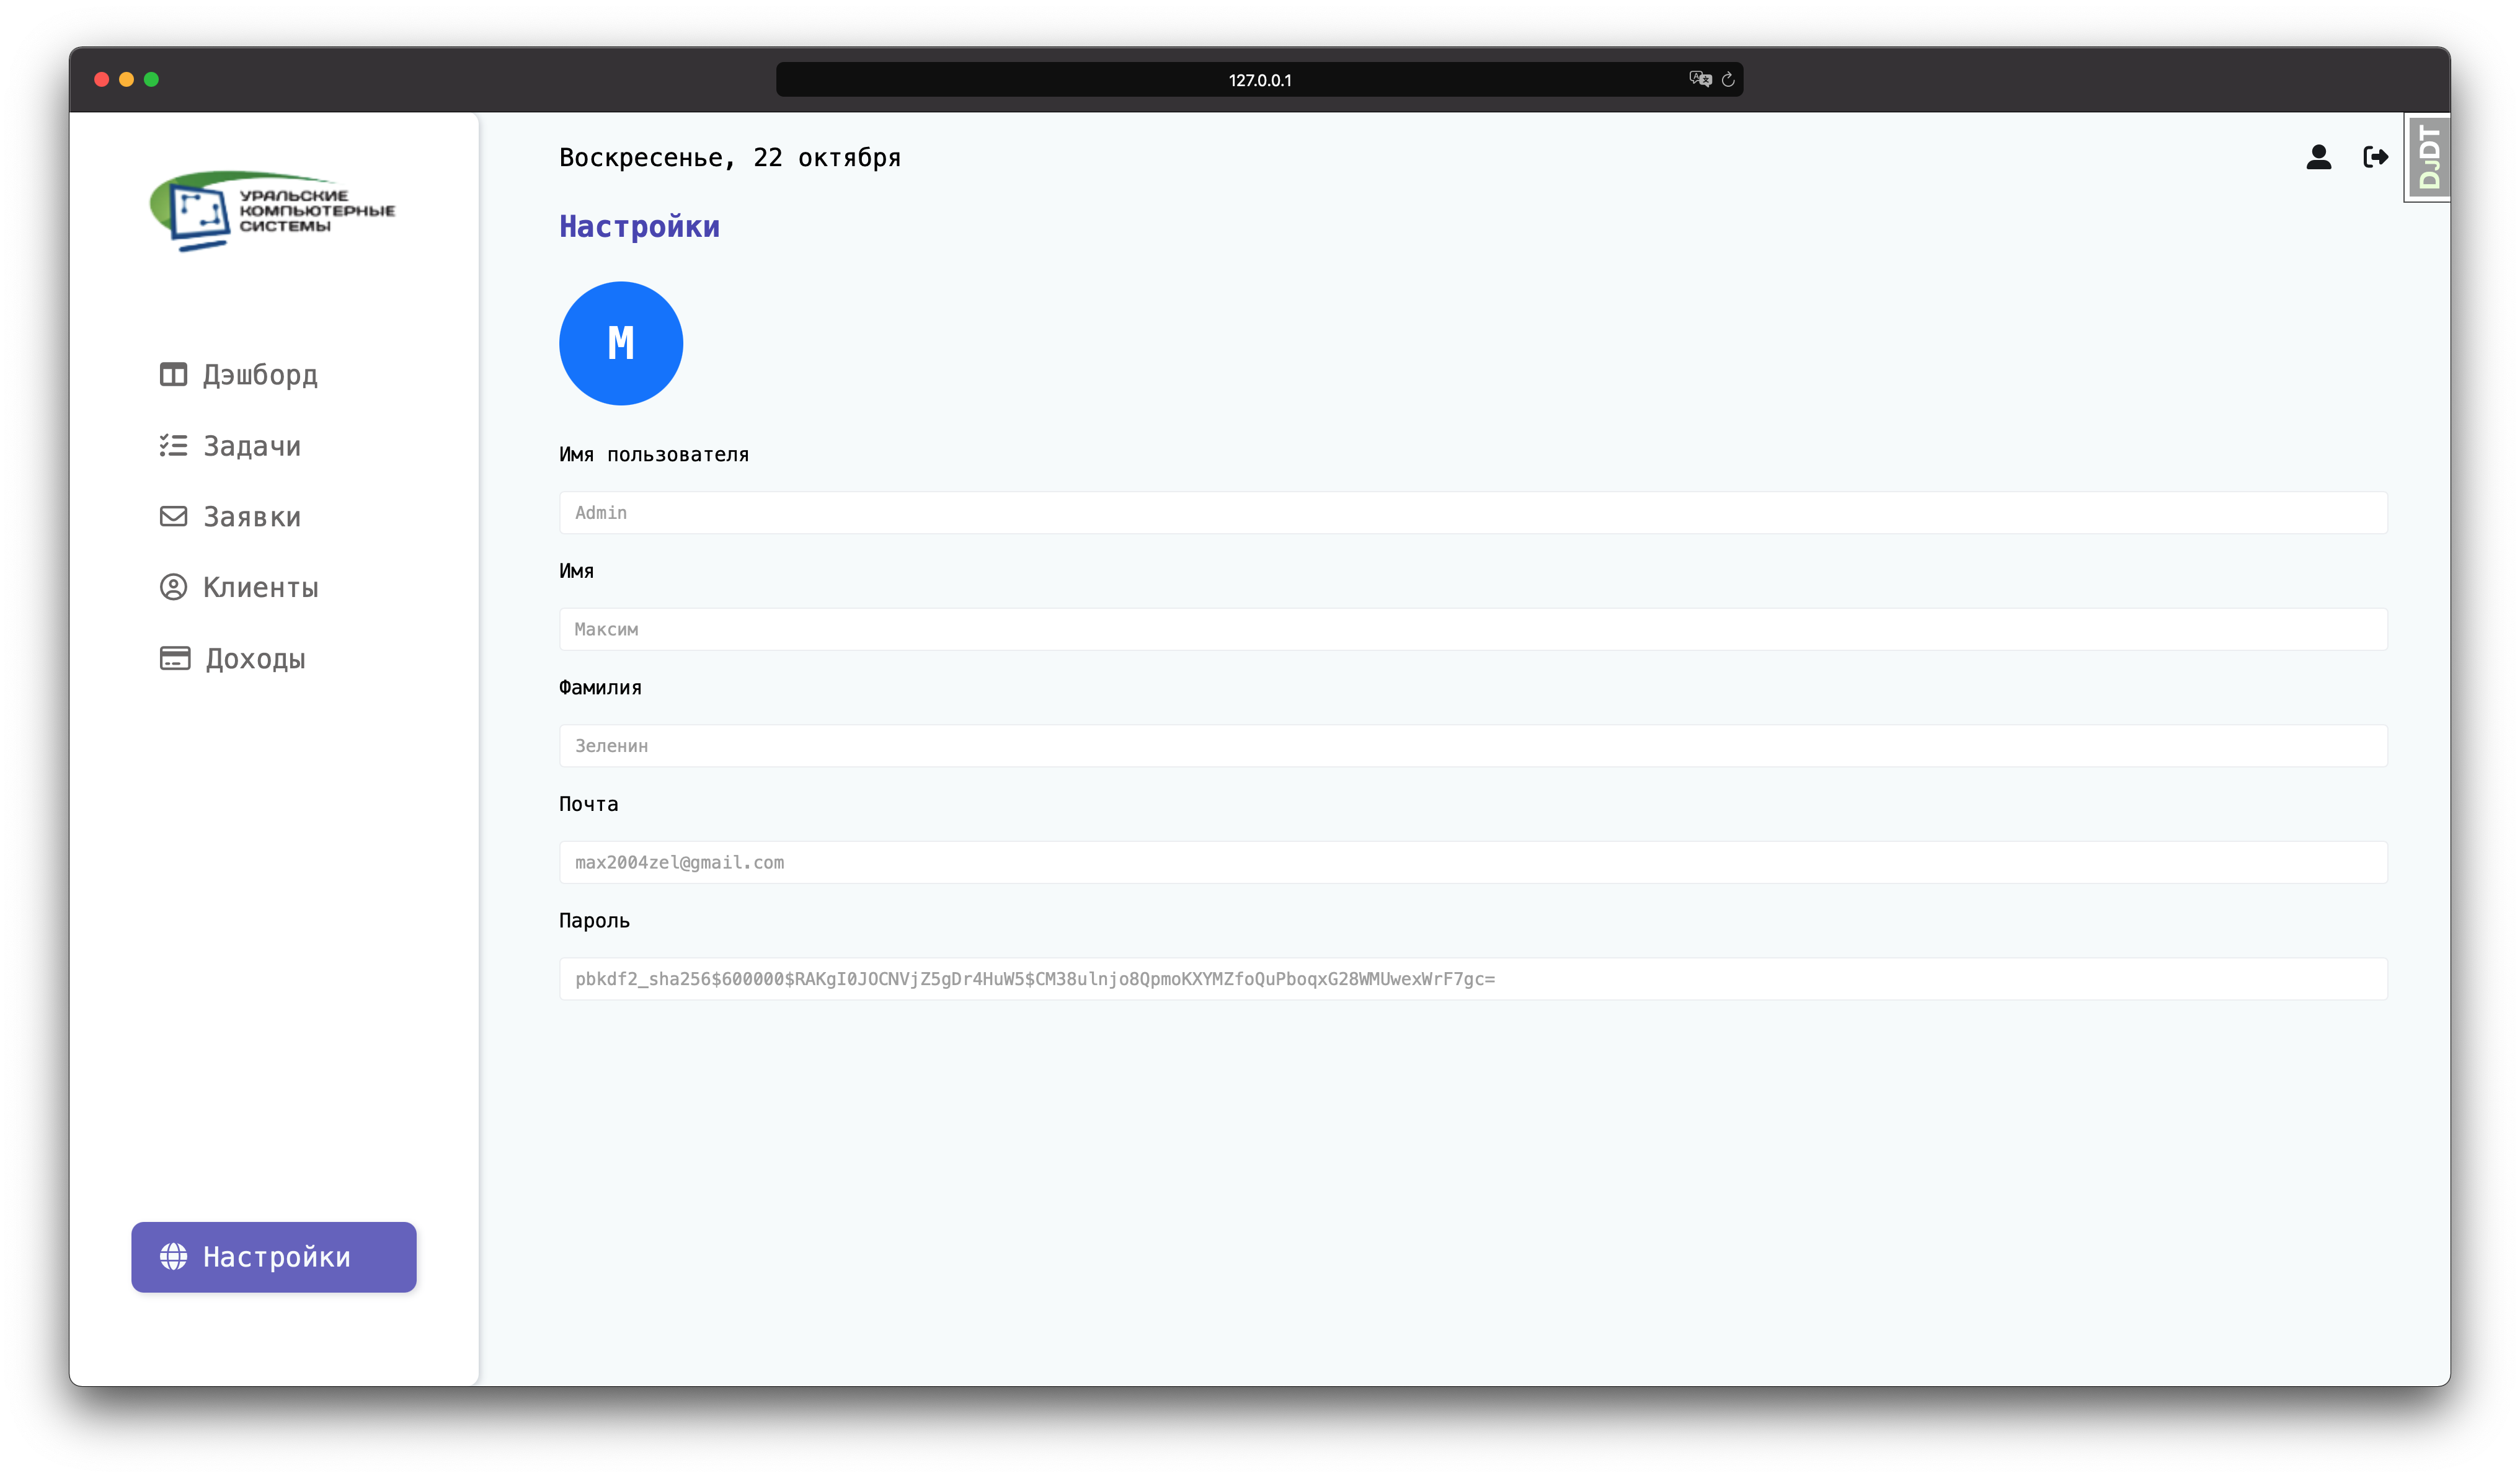 127.0.0.1
УРАЛЬСКИЕ
КОМПЬЮТЕРНЫЕ
СИСТЕМЫ
Дэшборд
Задачи
Заявки
Клиенты
Доходы
Настройки
Воскресенье, 22 октября
DJDT
Настройки
М
Имя пользователя
Admin
Имя
Максим
Фамилия
Зеленин
Почта
max2004zel@gmail.com
Пароль
pbkdf2_sha256$600000$RAKgI0JOCNVjZ5gDr4HuW5$CM38ulnjo8QpmoKXYMZfoQuPboqxG28WMUwexWrF7gc=